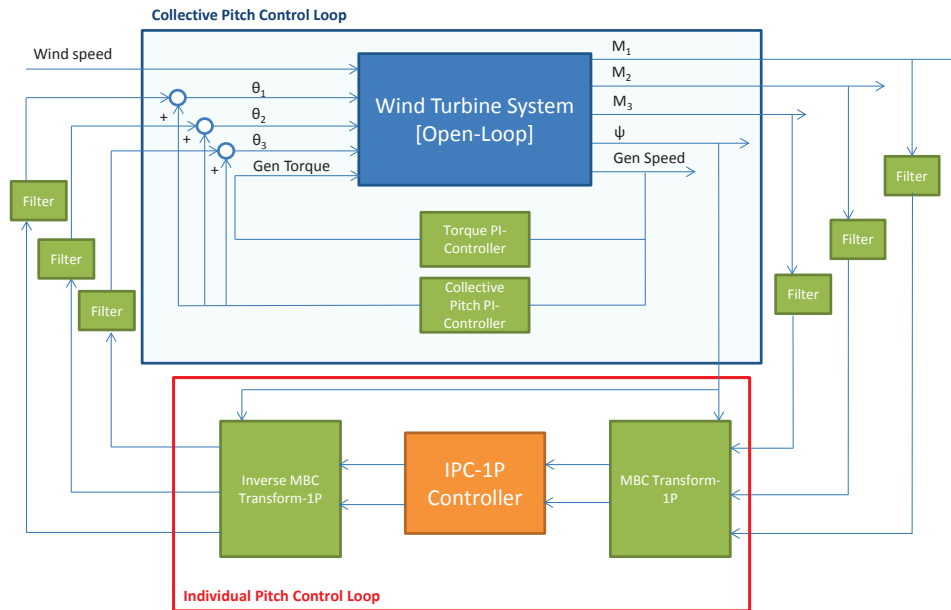 Collective Pitch Control Loop
Wind speed
M1
M2
M3
ψ
Gen Speed
θ1
θ2
θ3
Gen Torque
+
+
+
Wind Turbine System
[Open-Loop]
Filter
Filter
Filter
Filter
Filter
Filter
Torque PI-
Controller
Collective
Pitch PI-
Controller
Inverse MBC
Transform-1P
IPC-1P
Controller
MBC Transform-
1P
Individual Pitch Control Loop